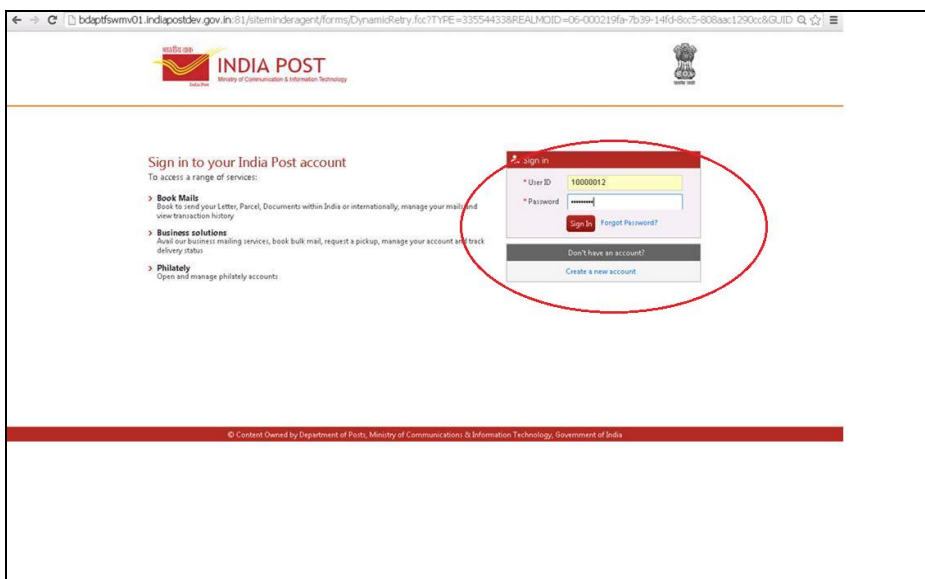 bdaptfswmv01.indiapostdev.gov.in:81/siteminderagent/forms/DynamicRetry.fcc?TYPE=33554433&REALMOID=06-000219fa-7b39-14fd-8cc5-808aac1290cc&GUID
भारतीय डाक
India Post
INDIA POST
Ministry of Communication & Information Technology
सत्यमेव जयते
Sign in to your India Post account
To access a range of services:
Book Mails
Book to send your Letter, Parcel, Documents within India or internationally, manage your mails and
view transaction history
Business solutions
Avail our business mailing services, book bulk mail, request a pickup, manage your account and track
delivery status
Philately
Open and manage philately accounts
Sign in
* User ID 10000012
* Password •••••••••
Sign In Forgot Password?
Don't have an account?
Create a new account
© Content Owned by Department of Posts, Ministry of Communications & Information Technology, Government of India